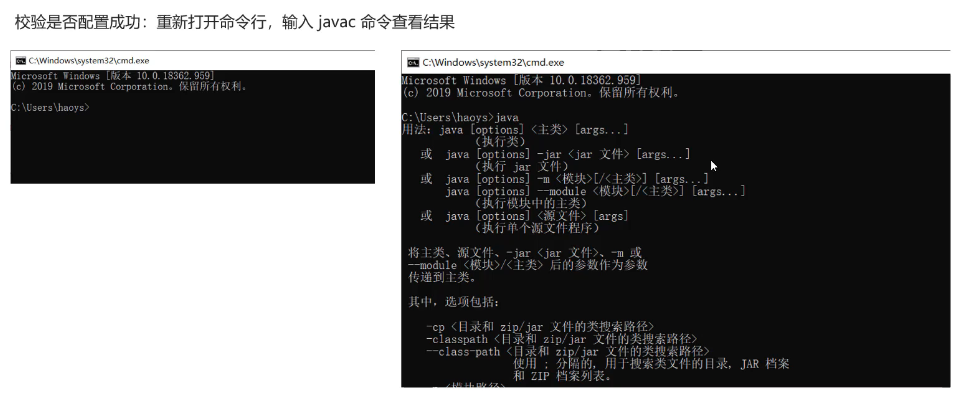 校验是否配置成功：重新打开命令行，输入 javac 命令查看结果
C:\Windows\system32\cmd.exe
Microsoft Windows [版本 10.0.18362.959]
(c) 2019 Microsoft Corporation。保留所有权利。
C:\Users\haoys>
C:\Windows\system32\cmd.exe
Microsoft Windows [版本 10.0.18362.959]
(c) 2019 Microsoft Corporation。保留所有权利。
C:\Users\haoys>java
用法：java [options] <主类> [args...]
（执行类）
或 java [options] -jar <jar 文件> [args...]
（执行 jar 文件）
或 java [options] -m <模块>[/<主类>] [args...]
java [options] --module <模块>[/<主类>] [args...]
（执行模块中的主类）
或 java [options] <源文件> [args]
（执行单个源文件程序）
将主类、源文件、-jar <jar 文件>、-m 或
--module <模块>/<主类> 后的参数作为参数
传递到主类。
其中，选项包括：
-cp <目录和 zip/jar 文件的类搜索路径>
-classpath <目录和 zip/jar 文件的类搜索路径>
--class-path <目录和 zip/jar 文件的类搜索路径>
使用 ; 分隔的, 用于搜索类文件的目录, JAR 档案
和 ZIP 档案列表。